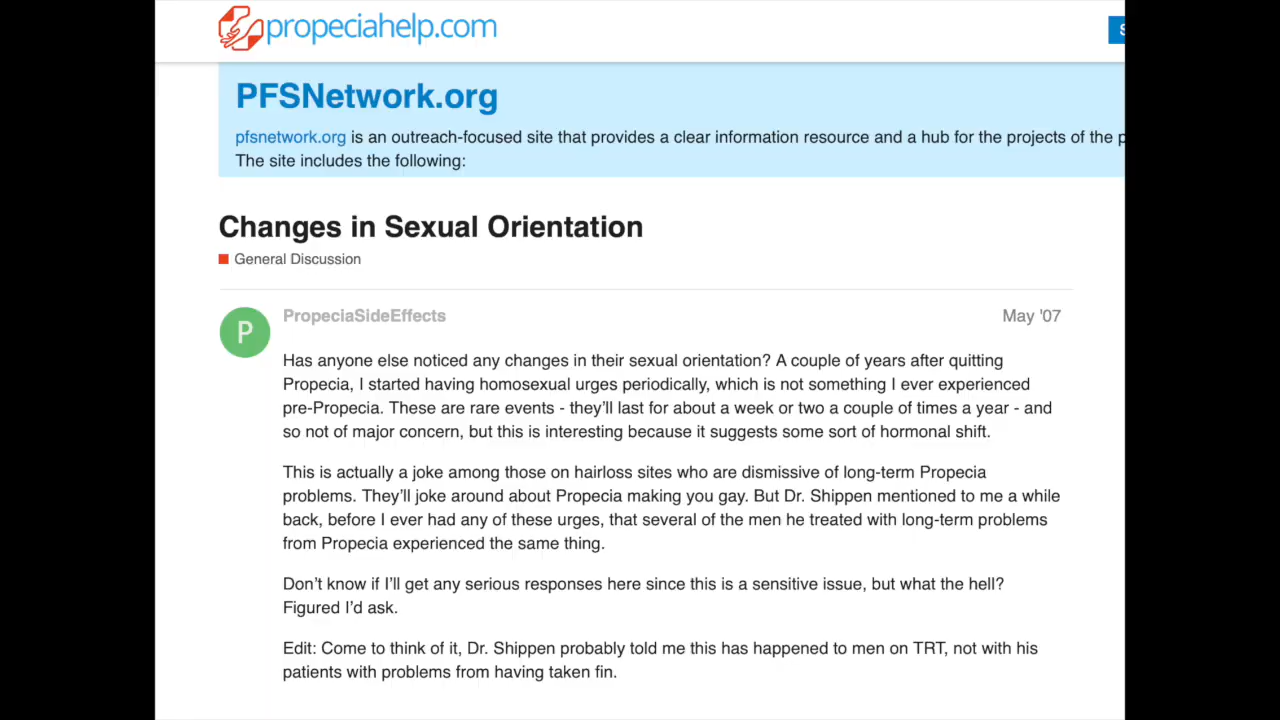 propeciahelp.com
S
PFSNetwork.org
pfsnetwork.org is an outreach-focused site that provides a clear information resource and a hub for the projects of the p
The site includes the following:
Changes in Sexual Orientation
General Discussion
P
PropeciaSideEffects
May '07
Has anyone else noticed any changes in their sexual orientation? A couple of years after quitting
Propecia, I started having homosexual urges periodically, which is not something I ever experienced
pre-Propecia. These are rare events - they’ll last for about a week or two a couple of times a year - and
so not of major concern, but this is interesting because it suggests some sort of hormonal shift.
This is actually a joke among those on hairloss sites who are dismissive of long-term Propecia
problems. They’ll joke around about Propecia making you gay. But Dr. Shippen mentioned to me a while
back, before I ever had any of these urges, that several of the men he treated with long-term problems
from Propecia experienced the same thing.
Don’t know if I’ll get any serious responses here since this is a sensitive issue, but what the hell?
Figured I’d ask.
Edit: Come to think of it, Dr. Shippen probably told me this has happened to men on TRT, not with his
patients with problems from having taken fin.